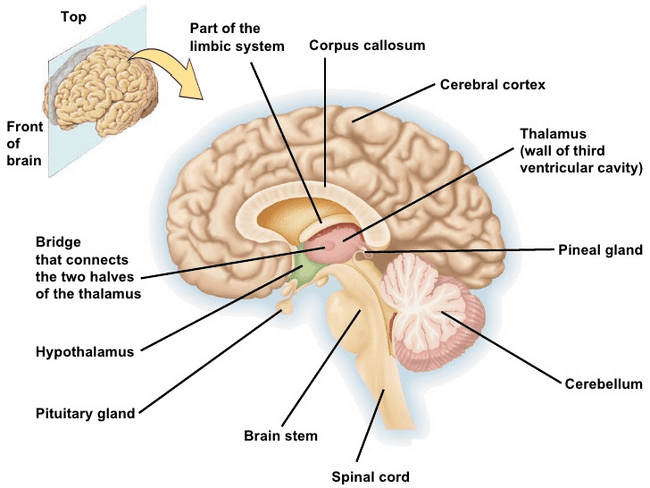 Top
Front
of
brain
Part of the
limbic system
Corpus callosum
Cerebral cortex
Thalamus
(wall of third
ventricular cavity)
Bridge
that connects
the two halves
of the thalamus
Pineal gland
Hypothalamus
Pituitary gland
Cerebellum
Brain stem
Spinal cord